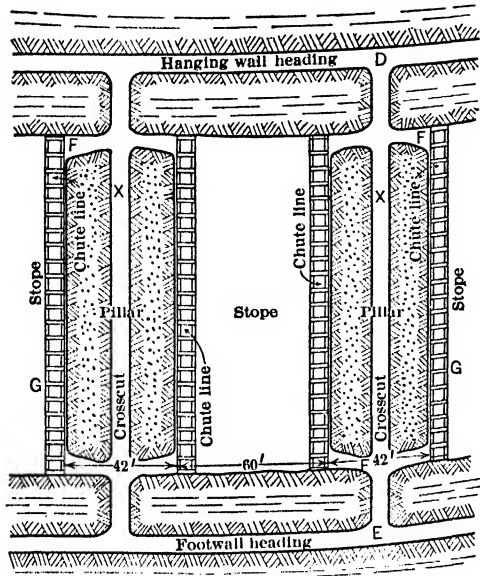 Hanging wall heading D
F
F
X
X
Chute line
Chute line
Chute line
Chute line
Stope
Pillar
Stope
Pillar
Stope
G
G
Crosscut
Crosscut
42'
60'
F
42'
E
Footwall heading